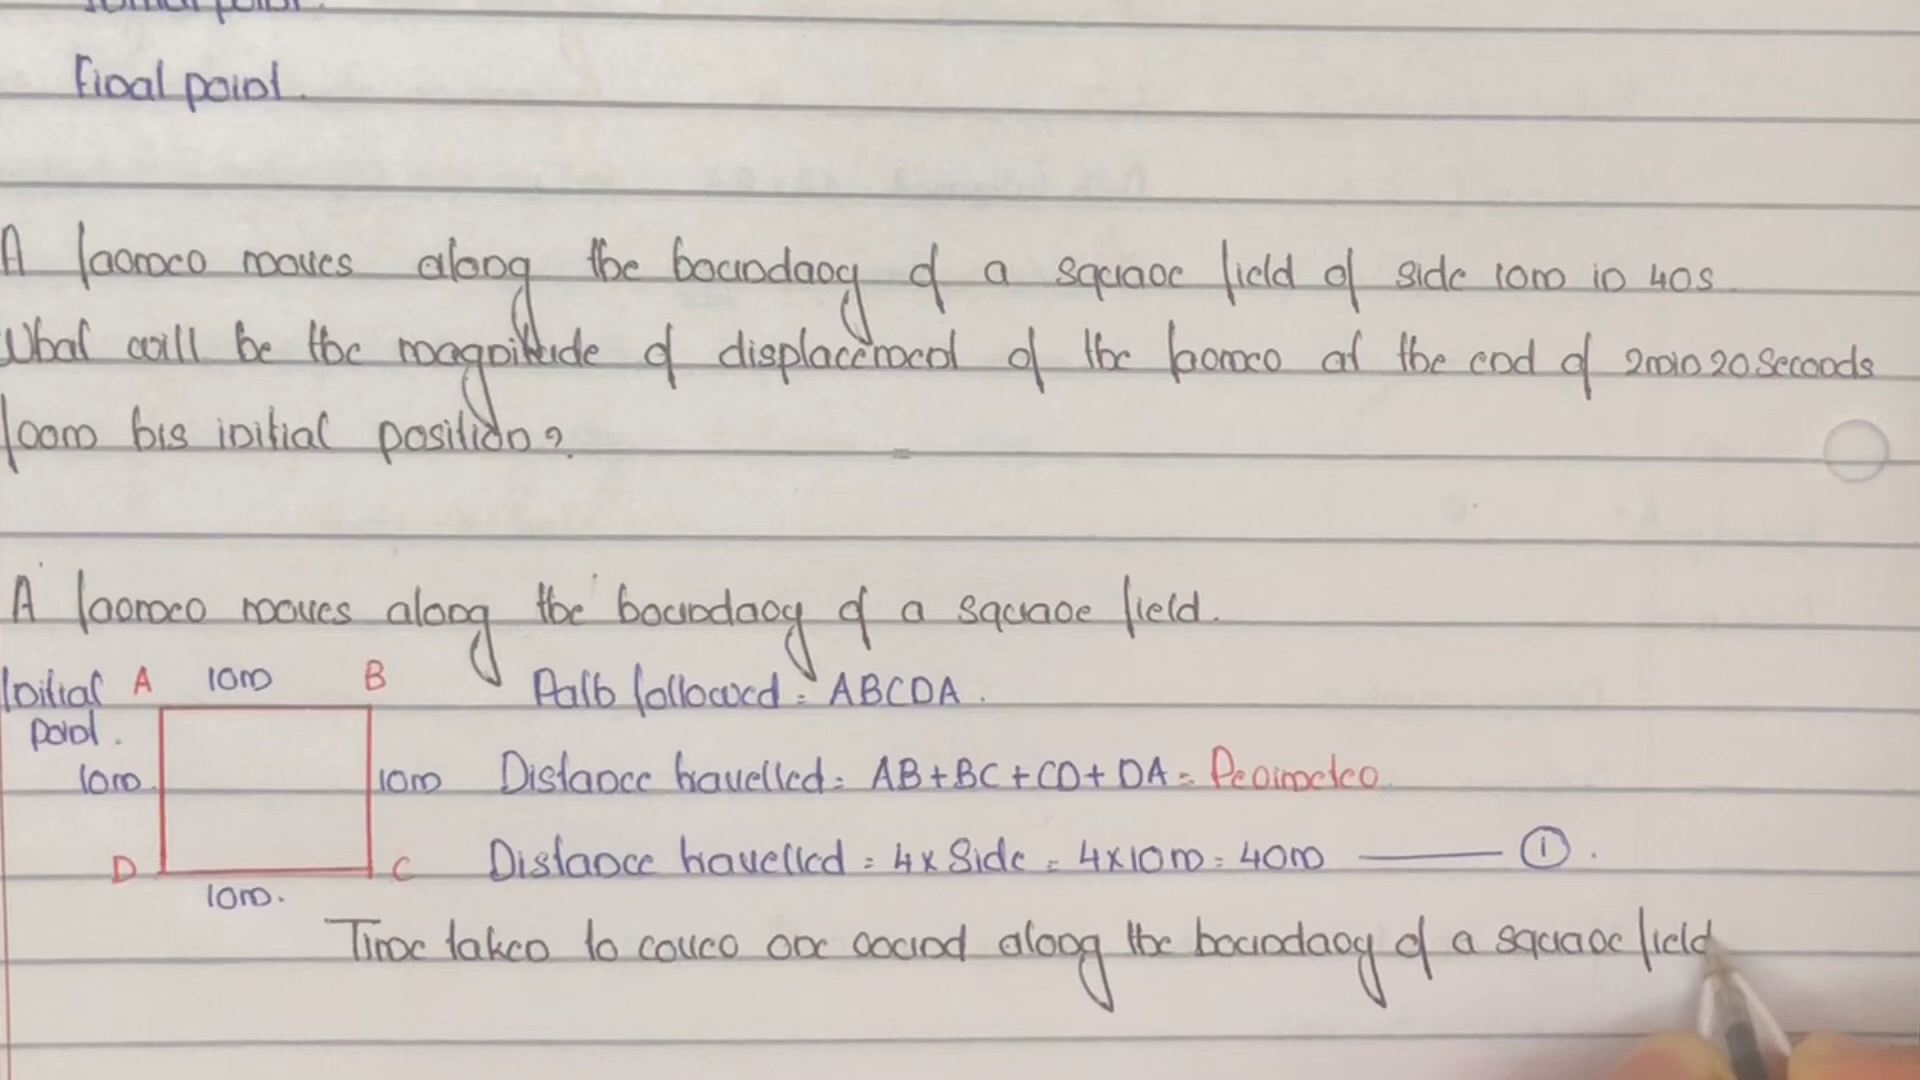 Final point.
A farmer moves along the boundary of a square field of side 10m in 40s.
What will be the magnitude of displacement of the farmer at the end of 2min 20 Seconds
from his initial position?
A farmer moves along the boundary of a square field.
Initial point. A 10m B
Path followed = ABCDA.
10m 10m
Distance travelled = AB+BC+CD+DA = Perimeter
Distance travelled = 4x Side = 4x10m = 40m ——— ①.
D C
10m.
Time taken to cover one round along the boundary of a square field